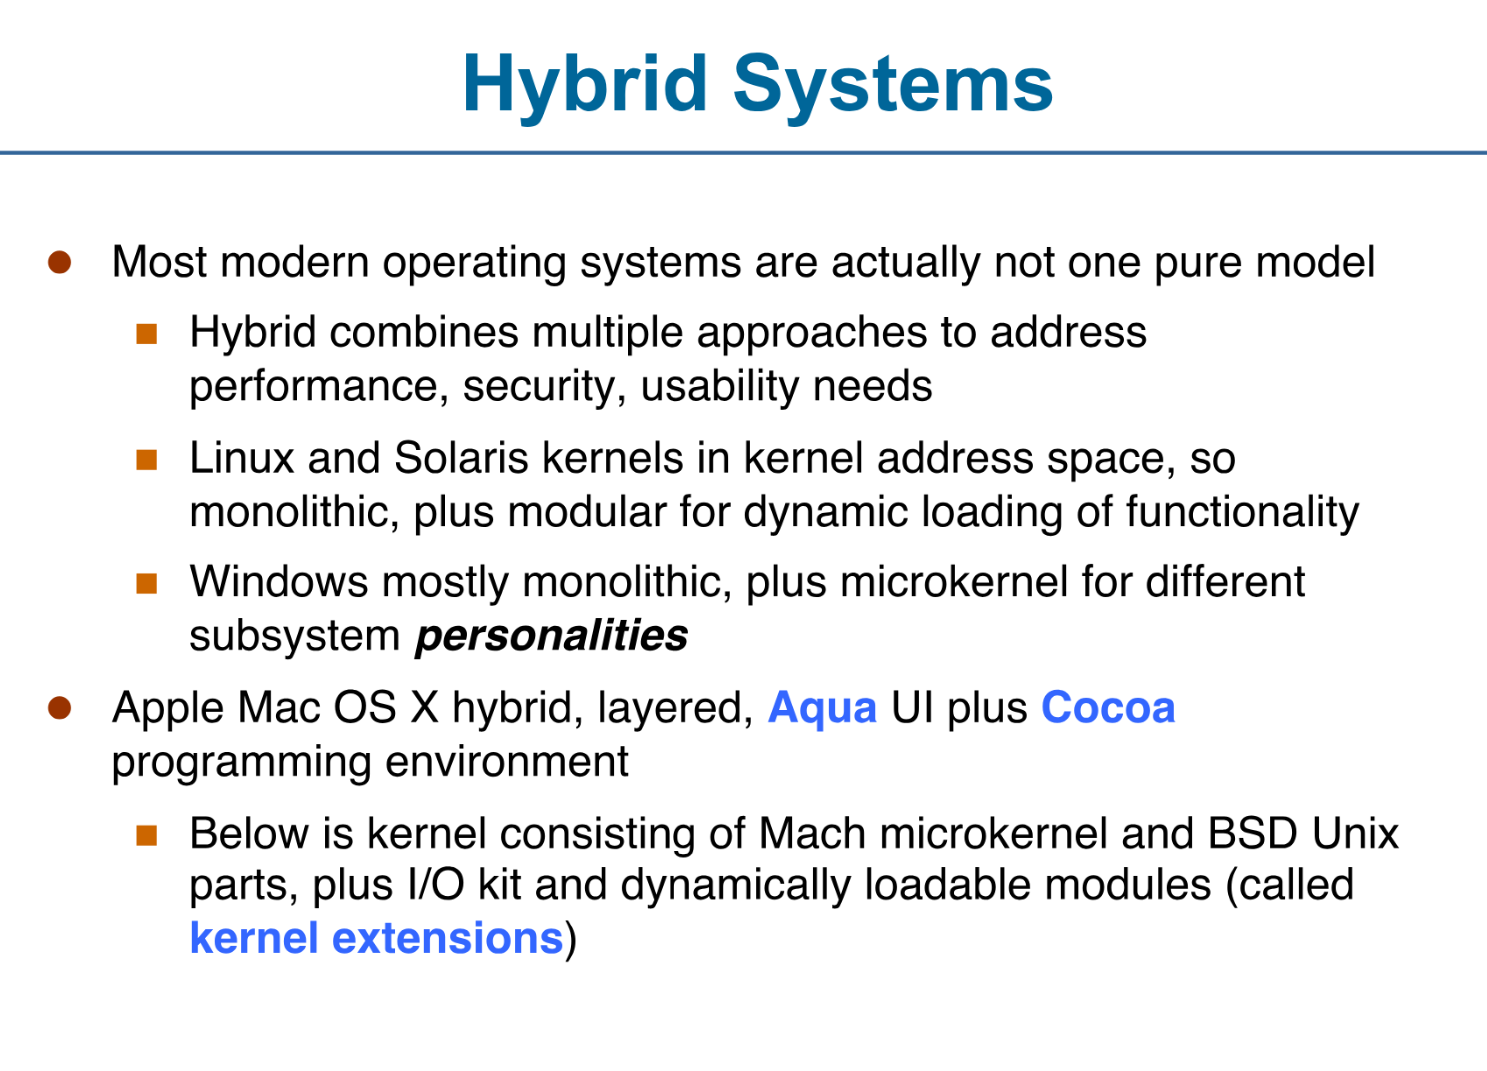 Hybrid Systems
Most modern operating systems are actually not one pure model
Hybrid combines multiple approaches to address
performance, security, usability needs
Linux and Solaris kernels in kernel address space, so
monolithic, plus modular for dynamic loading of functionality
Windows mostly monolithic, plus microkernel for different
subsystem personalities
Apple Mac OS X hybrid, layered, Aqua UI plus Cocoa
programming environment
Below is kernel consisting of Mach microkernel and BSD Unix
parts, plus I/O kit and dynamically loadable modules (called
kernel extensions)